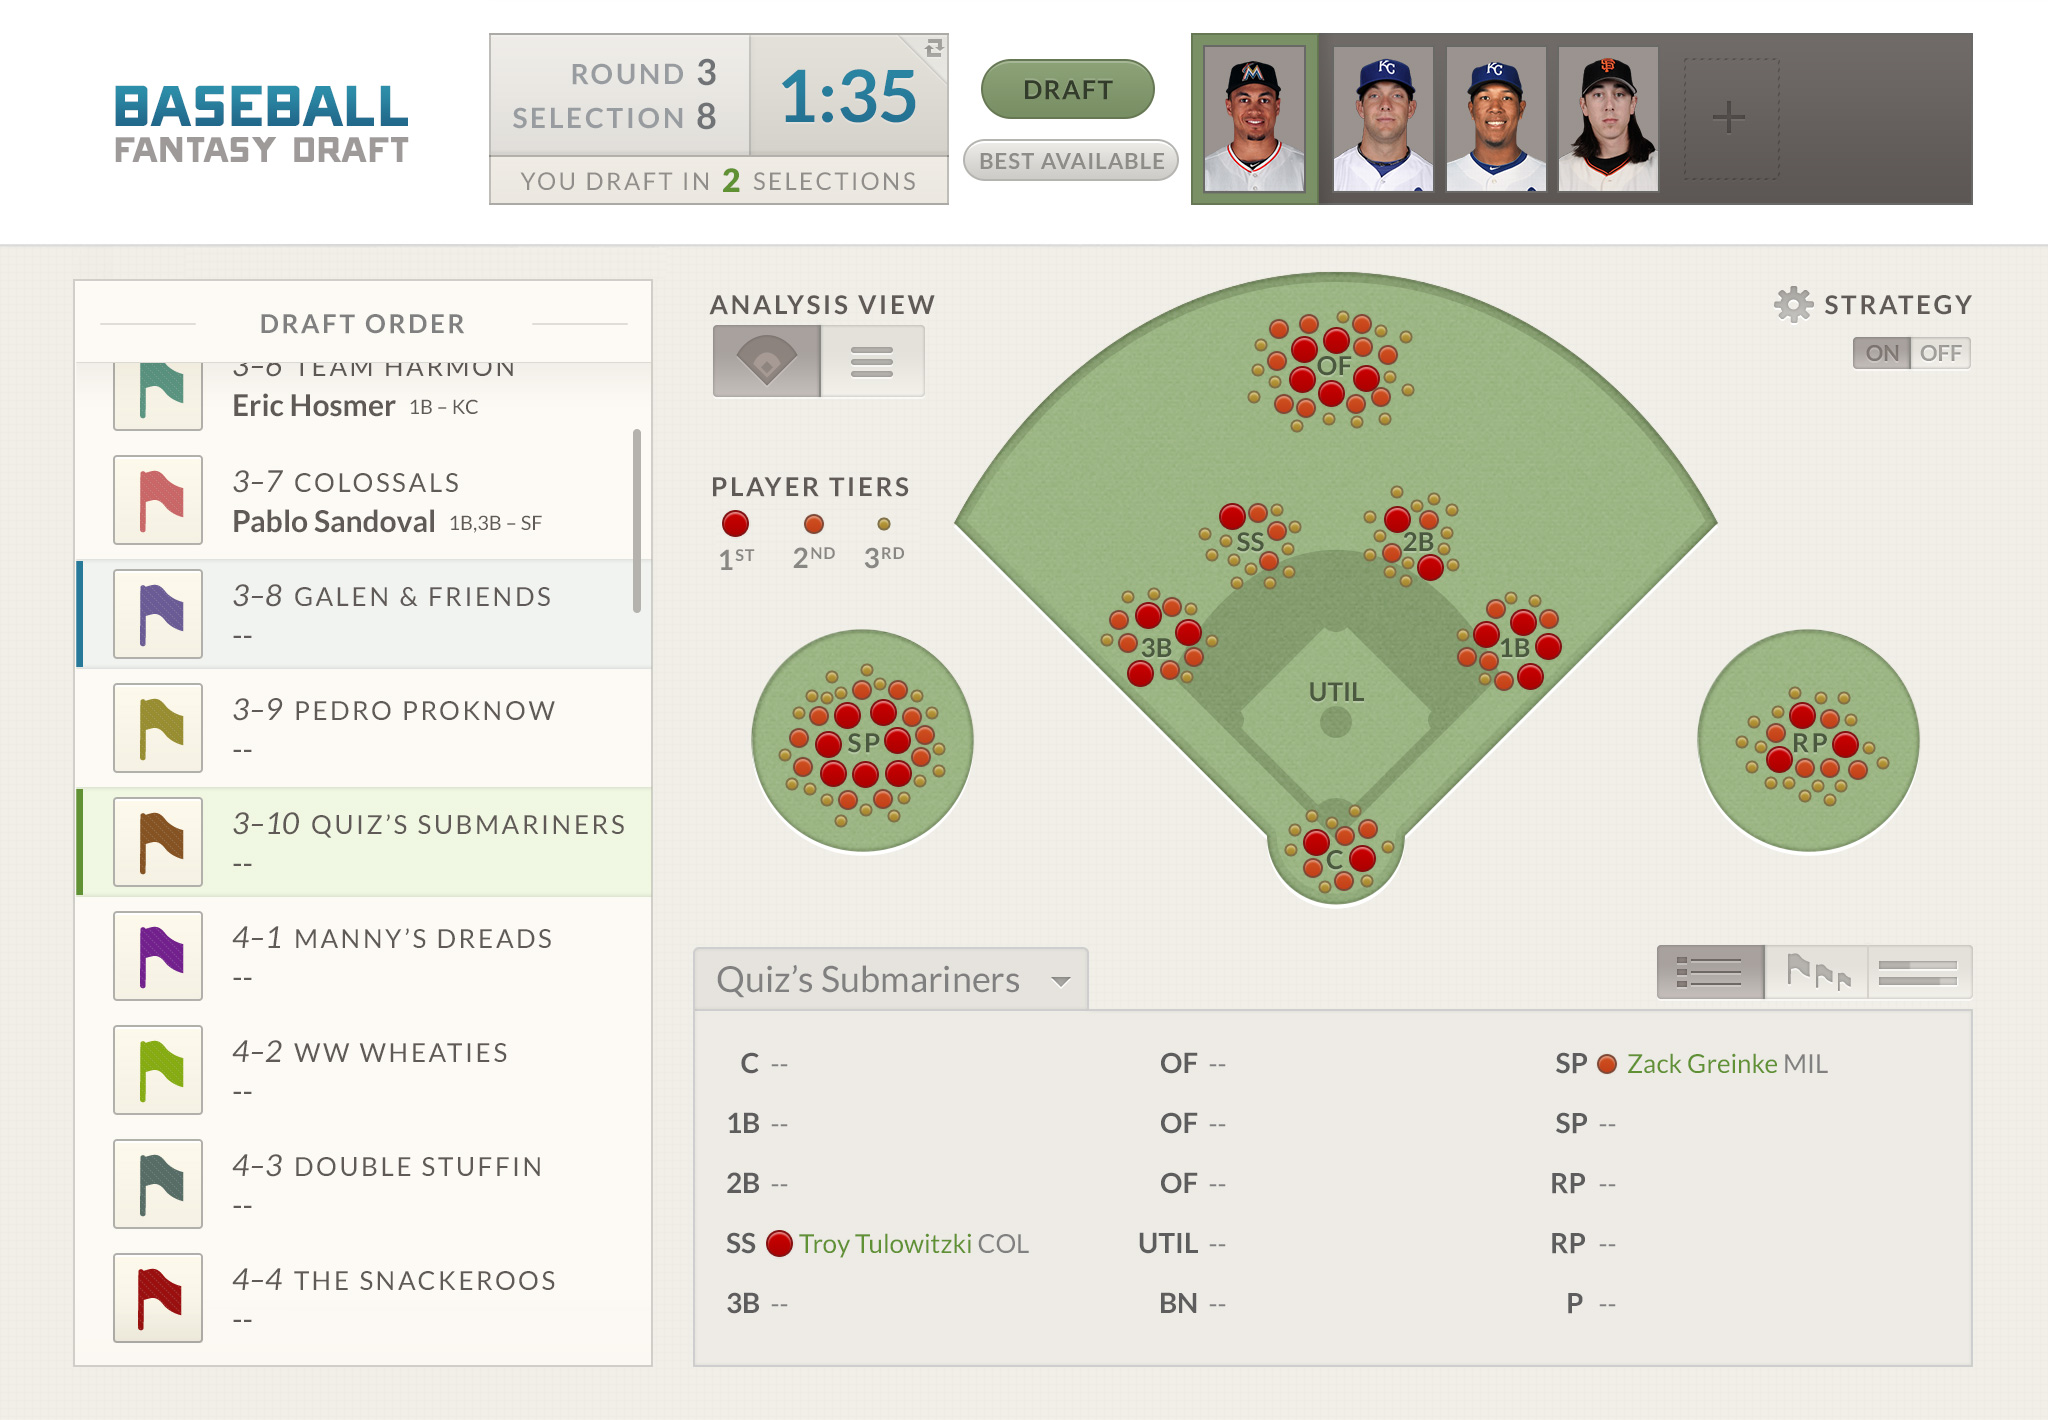 BASEBALL
FANTASY DRAFT
ROUND 3
SELECTION 8
1:35
YOU DRAFT IN 2 SELECTIONS
DRAFT
BEST AVAILABLE
KC
KC
SF
+
DRAFT ORDER
3–6 TEAM HARMON
Eric Hosmer 1B – KC
3–7 COLOSSALS
Pablo Sandoval 1B,3B – SF
3–8 GALEN & FRIENDS
--
3–9 PEDRO PROKNOW
--
3–10 QUIZ’S SUBMARINERS
--
4–1 MANNY’S DREADS
--
4–2 WW WHEATIES
--
4–3 DOUBLE STUFFIN
--
4–4 THE SNACKEROOS
--
ANALYSIS VIEW
STRATEGY
ON OFF
PLAYER TIERS
1ST 2ND 3RD
OF
SS
2B
3B
1B
UTIL
SP
RP
C
Quiz’s Submariners
C --
1B --
2B --
SS Troy Tulowitzki COL
3B --
OF --
OF --
OF --
UTIL --
BN --
SP Zack Greinke MIL
SP --
RP --
RP --
P --